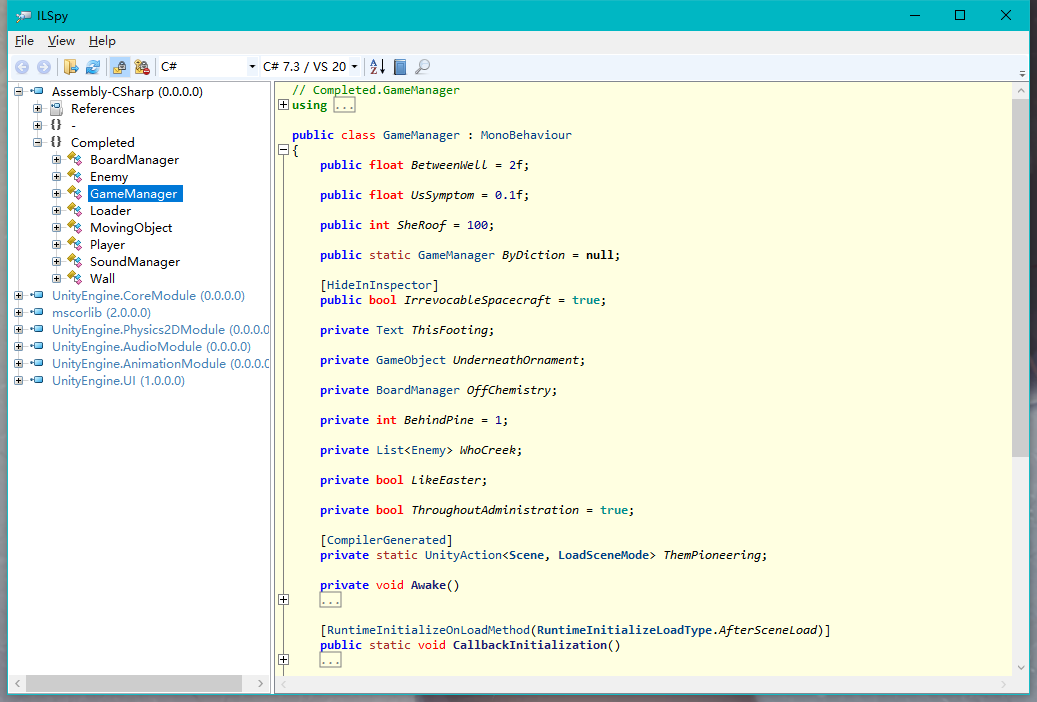 ILSpy
File View Help
C# C# 7.3 / VS 20
Assembly-CSharp (0.0.0.0)
References
{} -
{} Completed
BoardManager
Enemy
GameManager
Loader
MovingObject
Player
SoundManager
Wall
UnityEngine.CoreModule (0.0.0.0)
mscorlib (2.0.0.0)
UnityEngine.Physics2DModule (0.0.0.0
UnityEngine.AudioModule (0.0.0.0)
UnityEngine.AnimationModule (0.0.0.0
UnityEngine.UI (1.0.0.0)
// Completed.GameManager
using ...
public class GameManager : MonoBehaviour
{
public float BetweenWell = 2f;
public float UsSymptom = 0.1f;
public int SheRoof = 100;
public static GameManager ByDiction = null;
[HideInInspector]
public bool IrrevocableSpacecraft = true;
private Text ThisFooting;
private GameObject UnderneathOrnament;
private BoardManager OffChemistry;
private int BehindPine = 1;
private List<Enemy> WhoCreek;
private bool LikeEaster;
private bool ThroughoutAdministration = true;
[CompilerGenerated]
private static UnityAction<Scene, LoadSceneMode> ThemPioneering;
private void Awake()
...
[RuntimeInitializeOnLoadMethod(RuntimeInitializeLoadType.AfterSceneLoad)]
public static void CallbackInitialization()
...